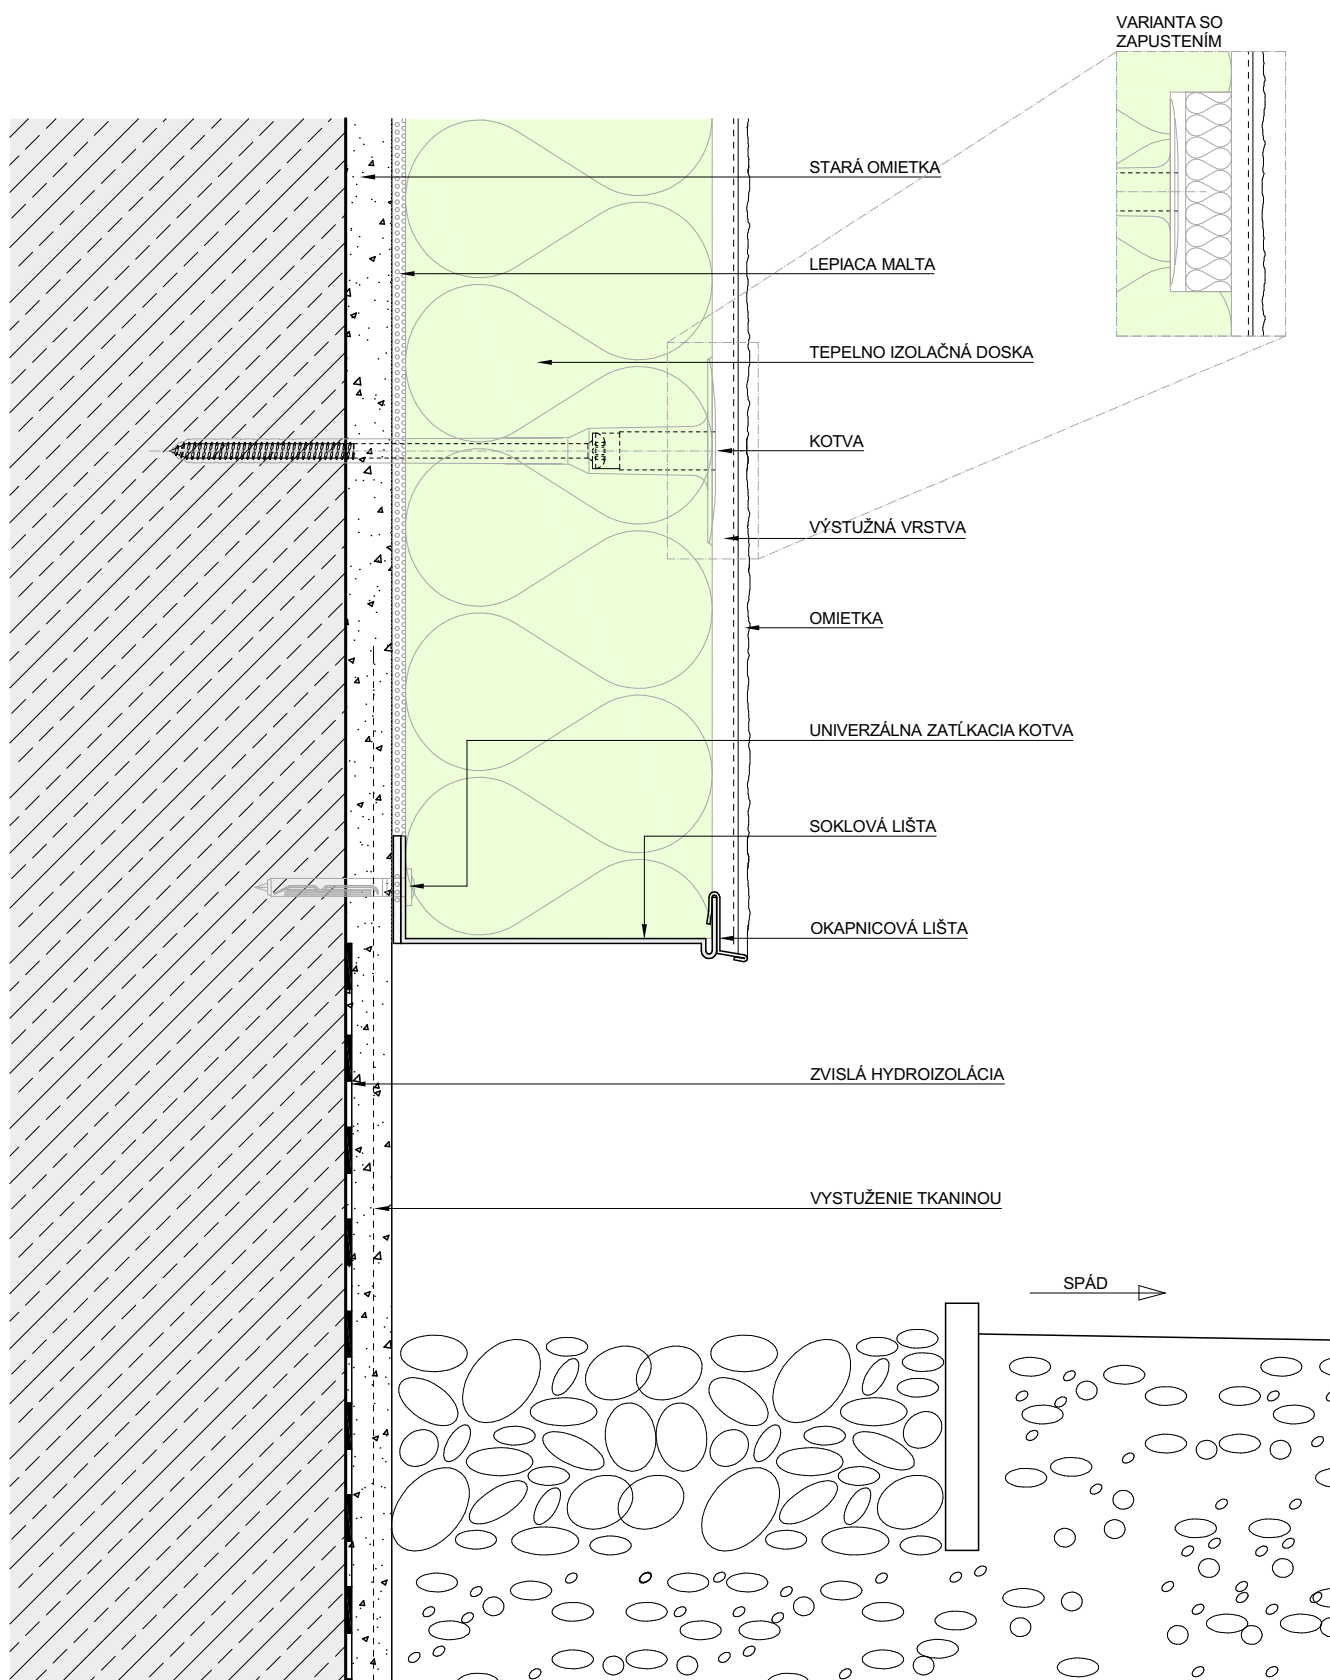 VARIANTA SO
ZAPUSTENÍM
STARÁ OMIETKA
LEPIACA MALTA
TEPELNO IZOLAČNÁ DOSKA
KOTVA
VÝSTUŽNÁ VRSTVA
OMIETKA
UNIVERZÁLNA ZATĹKACIA KOTVA
SOKLOVÁ LIŠTA
OKAPNICOVÁ LIŠTA
ZVISLÁ HYDROIZOLÁCIA
VYSTUŽENIE TKANINOU
SPÁD